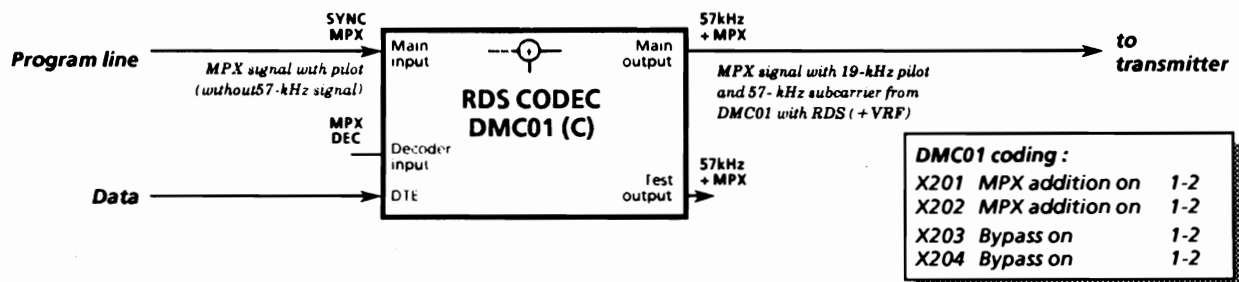 Program line
SYNC
MPX
MPX signal with pilot
(without57-kHz signal)
MPX
DEC
Data
Main
input
Decoder
input
DTE
RDS CODEC
DMC01 (C)
Main
output
Test
output
57kHz
+ MPX
MPX signal with 19-kHz pilot
and 57- kHz subcarrier from
DMC01 with RDS (+VRF)
57kHz
+ MPX
to
transmitter
DMC01 coding :
X201 MPX addition on 1-2
X202 MPX addition on 1-2
X203 Bypass on 1-2
X204 Bypass on 1-2